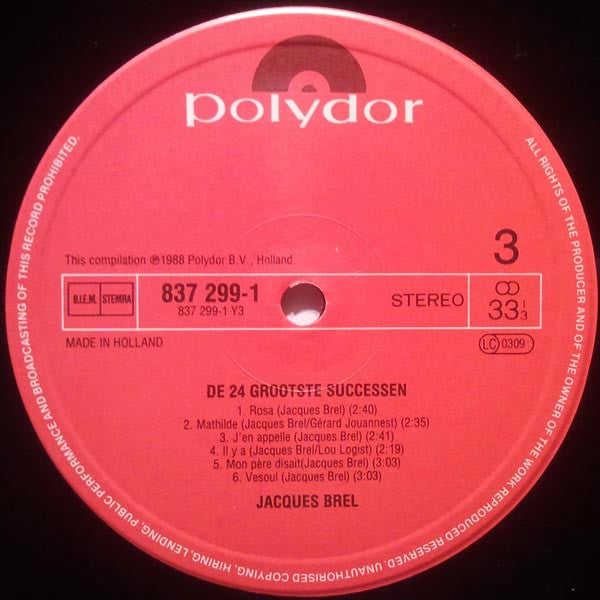 polydor
3
This compilation ℗1988 Polydor B.V., Holland
B.I.E.M. STEMRA
837 299-1
837 299-1 Y3
STEREO
33 1/3
MADE IN HOLLAND
LC 0309
DE 24 GROOTSTE SUCCESSEN
1. Rosa (Jacques Brel) (2:40)
2. Mathilde (Jacques Brel/Gérard Jouannest) (2:35)
3. J'en appelle (Jacques Brel) (2:41)
4. Il y a (Jacques Brel/Lou Logist) (2:19)
5. Mon père disait(Jacques Brel) (3:03)
6. Vesoul (Jacques Brel) (3:03)
JACQUES BREL
ALL RIGHTS OF THE PRODUCER AND OF THE OWNER OF THE WORK REPRODUCED RESERVED. UNAUTHORISED COPYING, HIRING, LENDING, PUBLIC PERFORMANCE AND BROADCASTING OF THIS RECORD PROHIBITED.